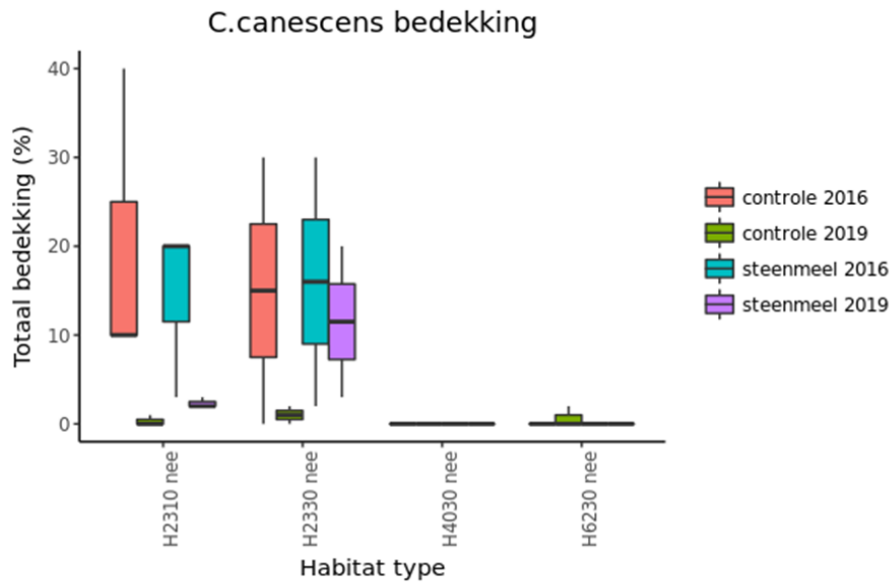 C.canescens bedekking
Totaal bedekking (%)
40
30
20
10
0
H2310 nee
H2330 nee
H4030 nee
H6230 nee
Habitat type
controle 2016
controle 2019
steenmeel 2016
steenmeel 2019